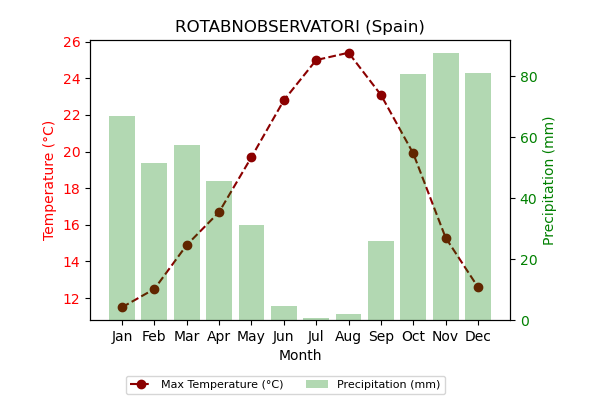 ROTABNOBSERVATORI (Spain)
Temperature (°C)
26
24
22
20
18
16
14
12
80
60
40
20
0
Precipitation (mm)
Jan Feb Mar Apr May Jun Jul Aug Sep Oct Nov Dec
Month
Max Temperature (°C) Precipitation (mm)